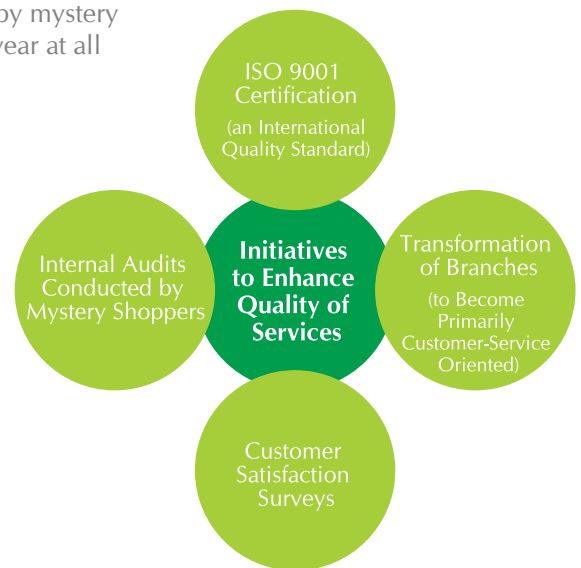 by mystery
year at all
ISO 9001
Certification
(an International
Quality Standard)
Internal Audits
Conducted by
Mystery Shoppers
Initiatives
to Enhance
Quality of
Services
Transformation
of Branches
(to Become
Primarily
Customer-Service
Oriented)
Customer
Satisfaction
Surveys